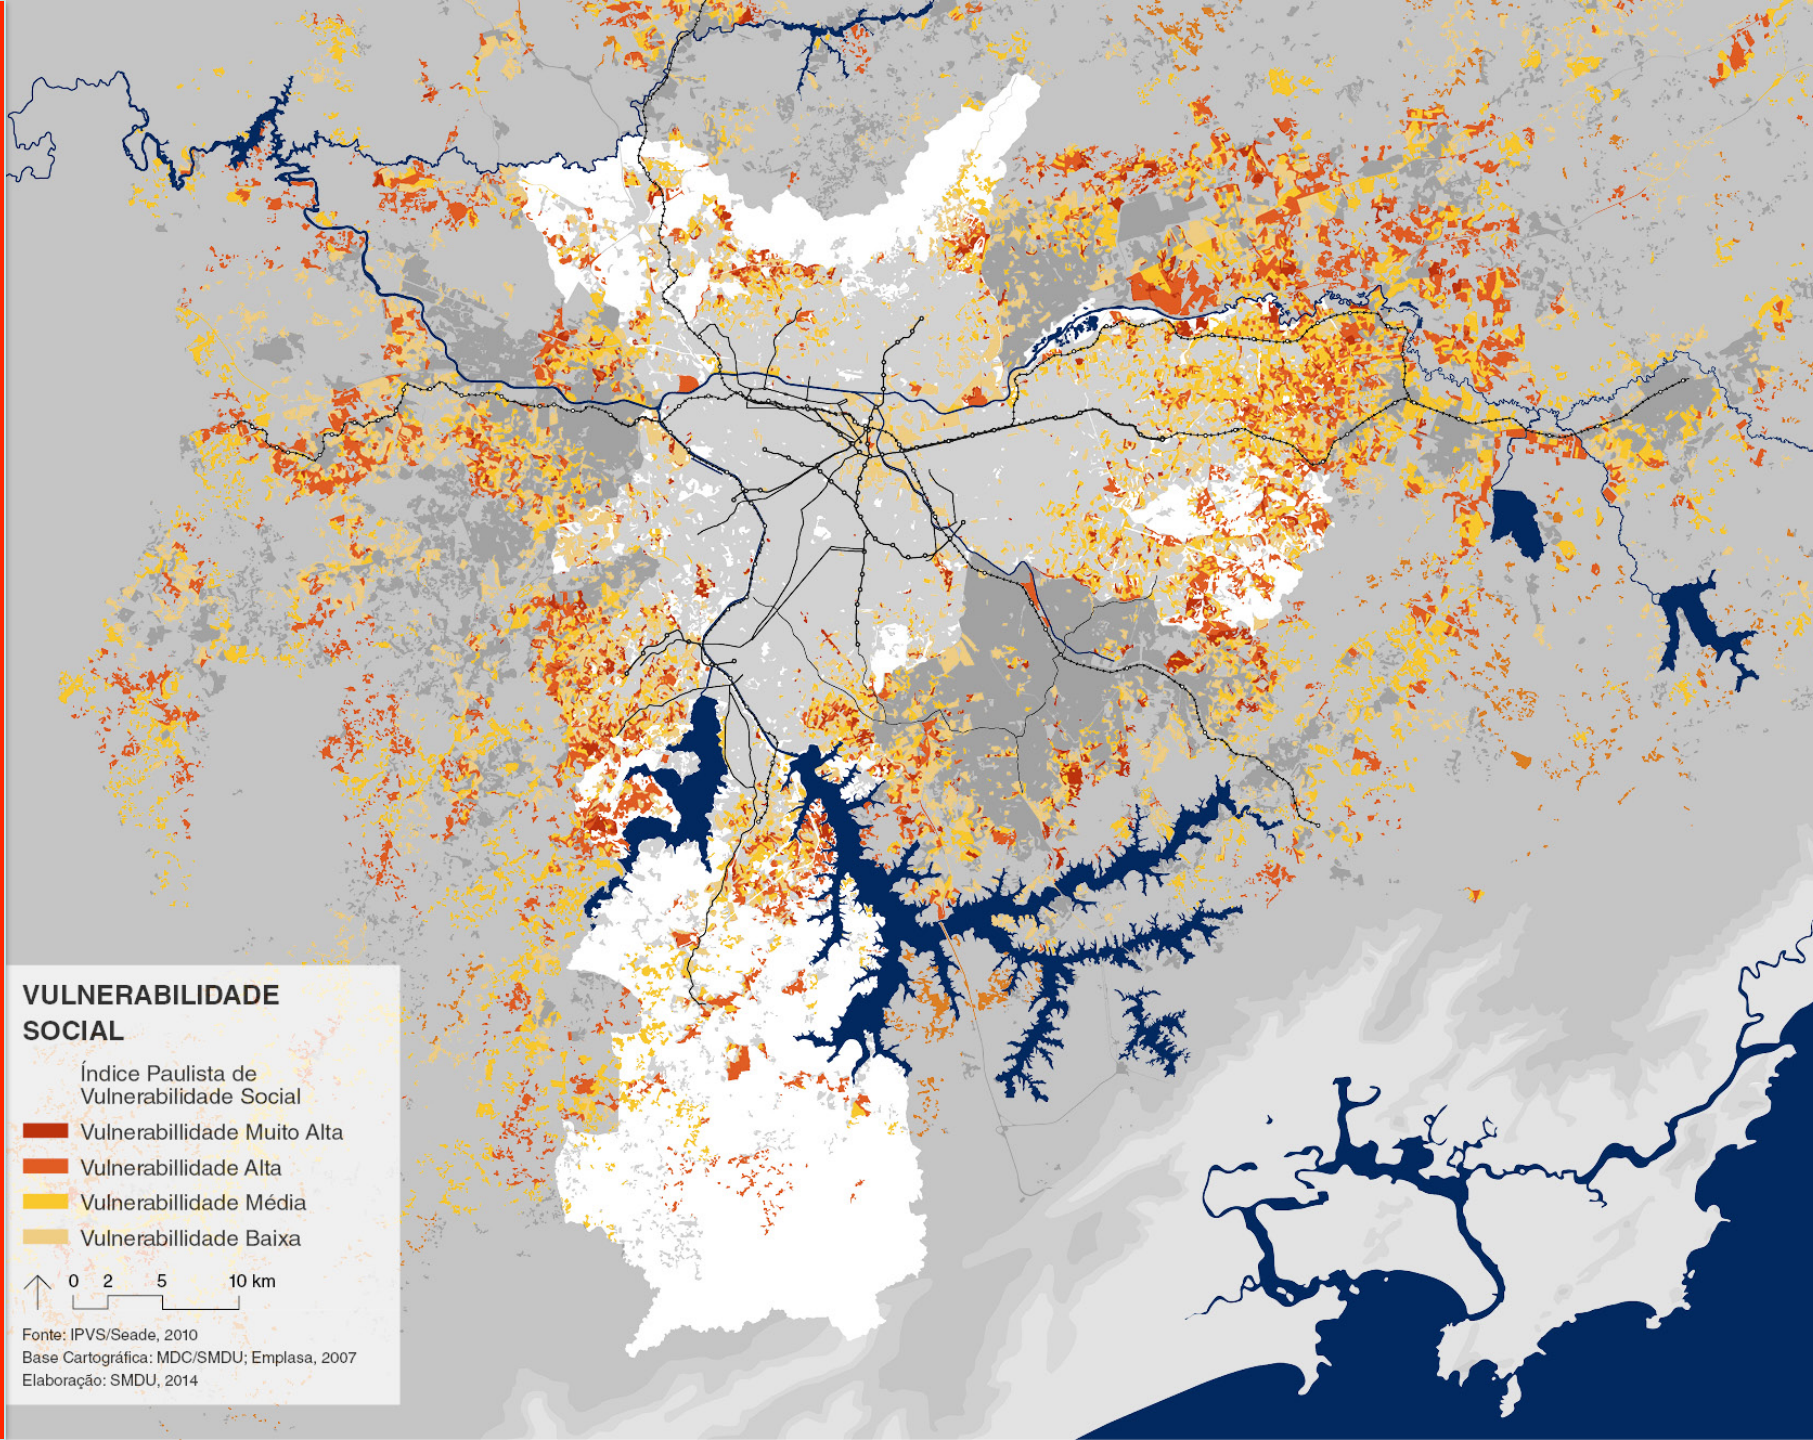 VULNERABILIDADE
SOCIAL
Índice Paulista de
Vulnerabilidade Social
Vulnerabillidade Muito Alta
Vulnerabillidade Alta
Vulnerabillidade Média
Vulnerabillidade Baixa
0 2 5 10 km
Fonte: IPVS/Seade, 2010
Base Cartográfica: MDC/SMDU; Emplasa, 2007
Elaboração: SMDU, 2014